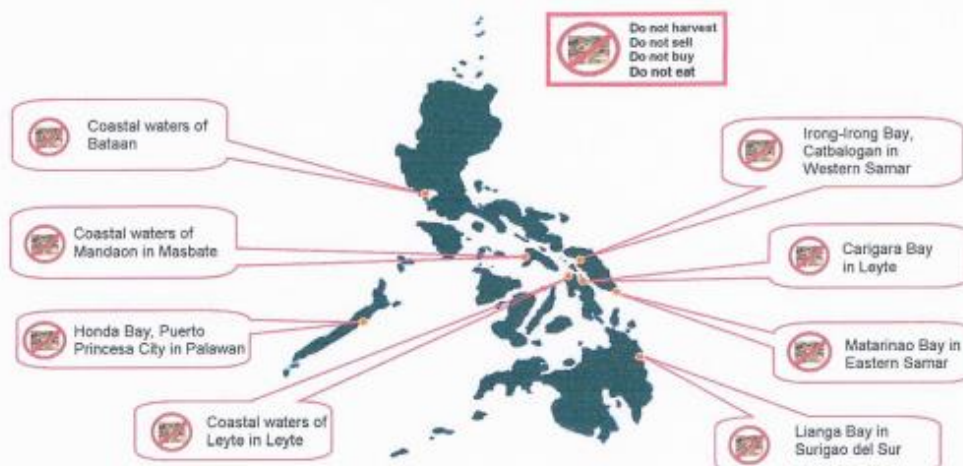 Do not harvest
Do not sell
Do not buy
Do not eat
Coastal waters of
Bataan
Irong-Irong Bay,
Catbalogan in
Western Samar
Coastal waters of
Mandaon in Masbate
Carigara Bay
in Leyte
Honda Bay, Puerto
Princesa City in Palawan
Matarinao Bay in
Eastern Samar
Coastal waters of
Leyte in Leyte
Lianga Bay in
Surigao del Sur